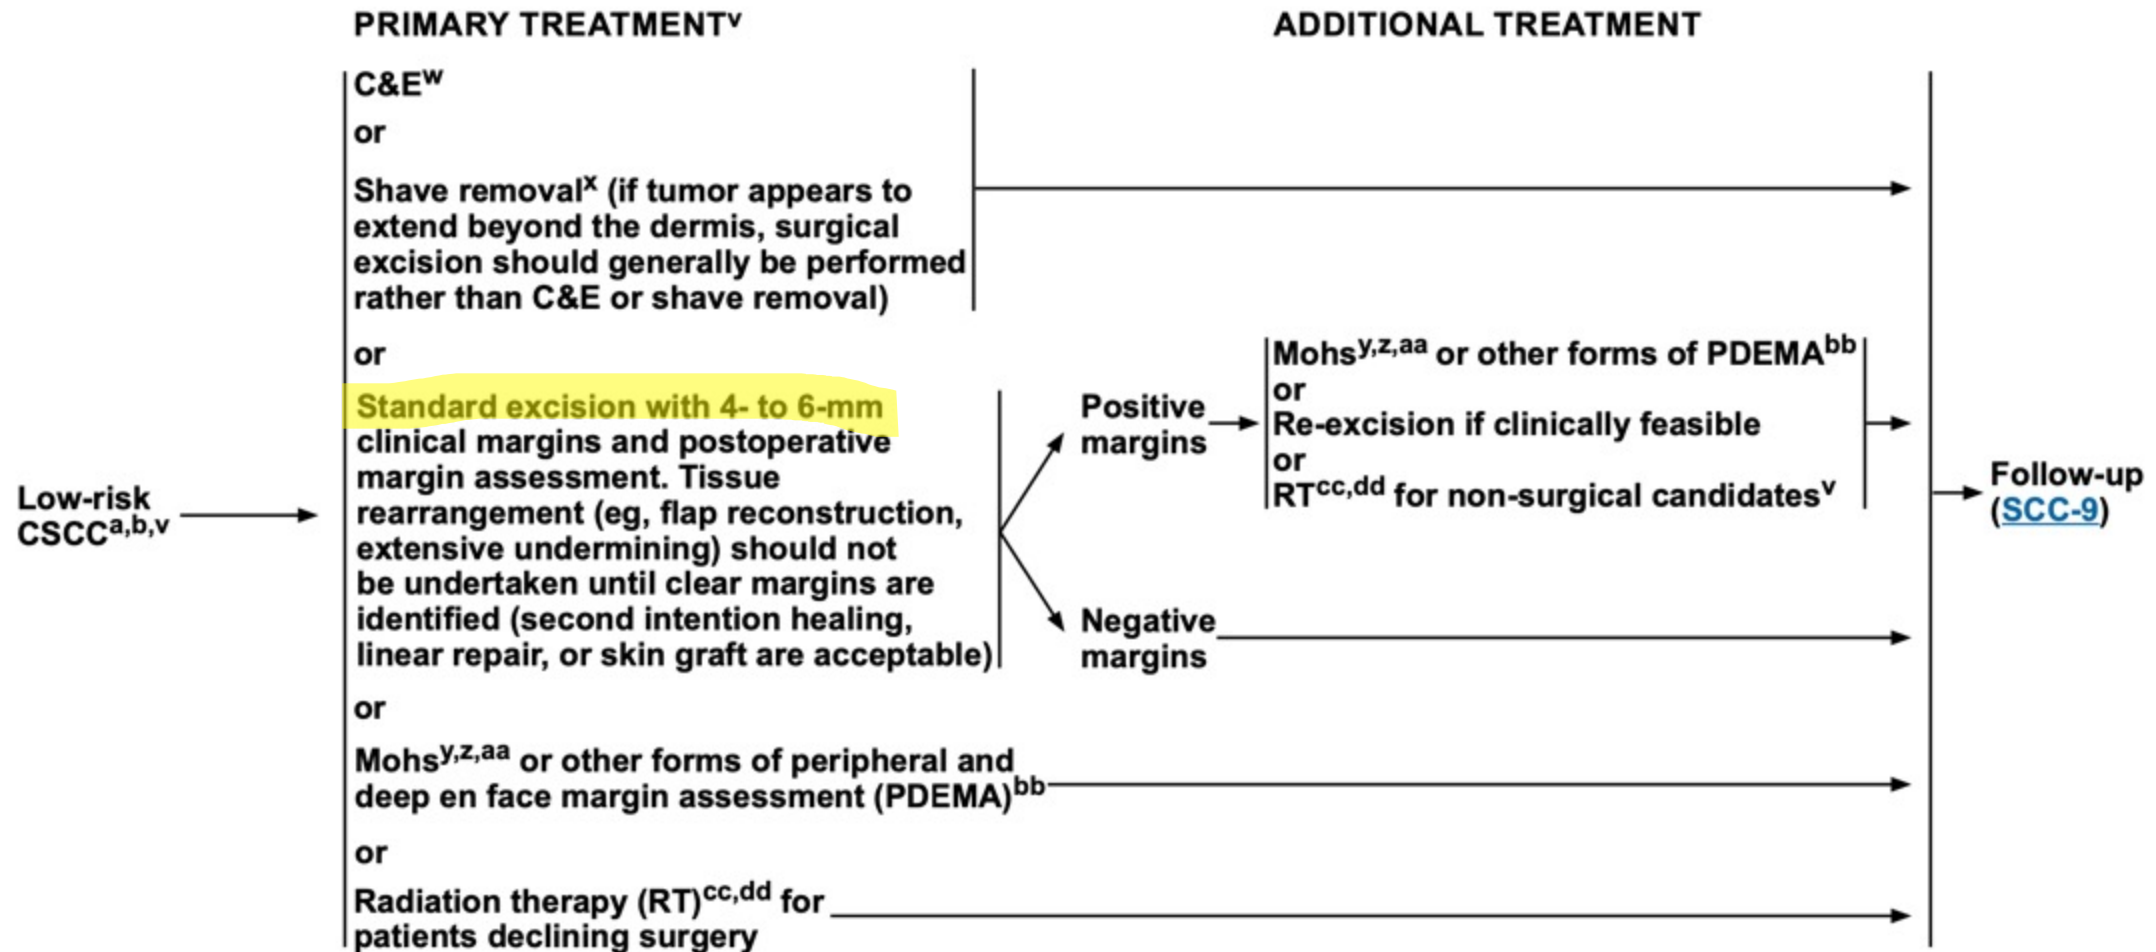 PRIMARY TREATMENTv
ADDITIONAL TREATMENT
C&Ew
or
Shave removalx (if tumor appears to
extend beyond the dermis, surgical
excision should generally be performed
rather than C&E or shave removal)
or
Standard excision with 4- to 6-mm
clinical margins and postoperative
margin assessment. Tissue
rearrangement (eg, flap reconstruction,
extensive undermining) should not
be undertaken until clear margins are
identified (second intention healing,
linear repair, or skin graft are acceptable)
or
Mohsy,z,aa or other forms of peripheral and
deep en face margin assessment (PDEMA)bb
or
Radiation therapy (RT)cc,dd for
patients declining surgery
Low-risk
CSCCa,b,v
Positive
margins
Negative
margins
Mohsy,z,aa or other forms of PDEMAbb
or
Re-excision if clinically feasible
or
RTcc,dd for non-surgical candidatesv
Follow-up
(SCC-9)